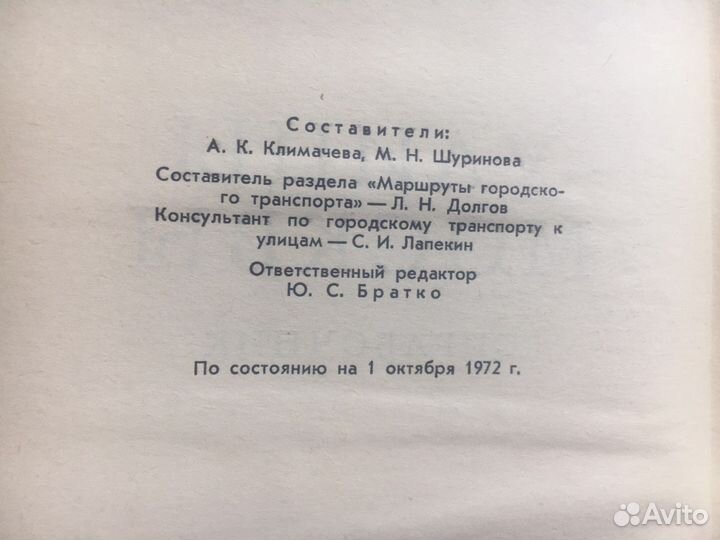 Составители:
А. К. Климачева, М. Н. Шуринова
Составитель раздела «Маршруты городско-
го транспорта» — Л. Н. Долгов
Консультант по городскому транспорту к
улицам — С. И. Лапекин
Ответственный редактор
Ю. С. Братко
По состоянию на 1 октября 1972 г.
Avito